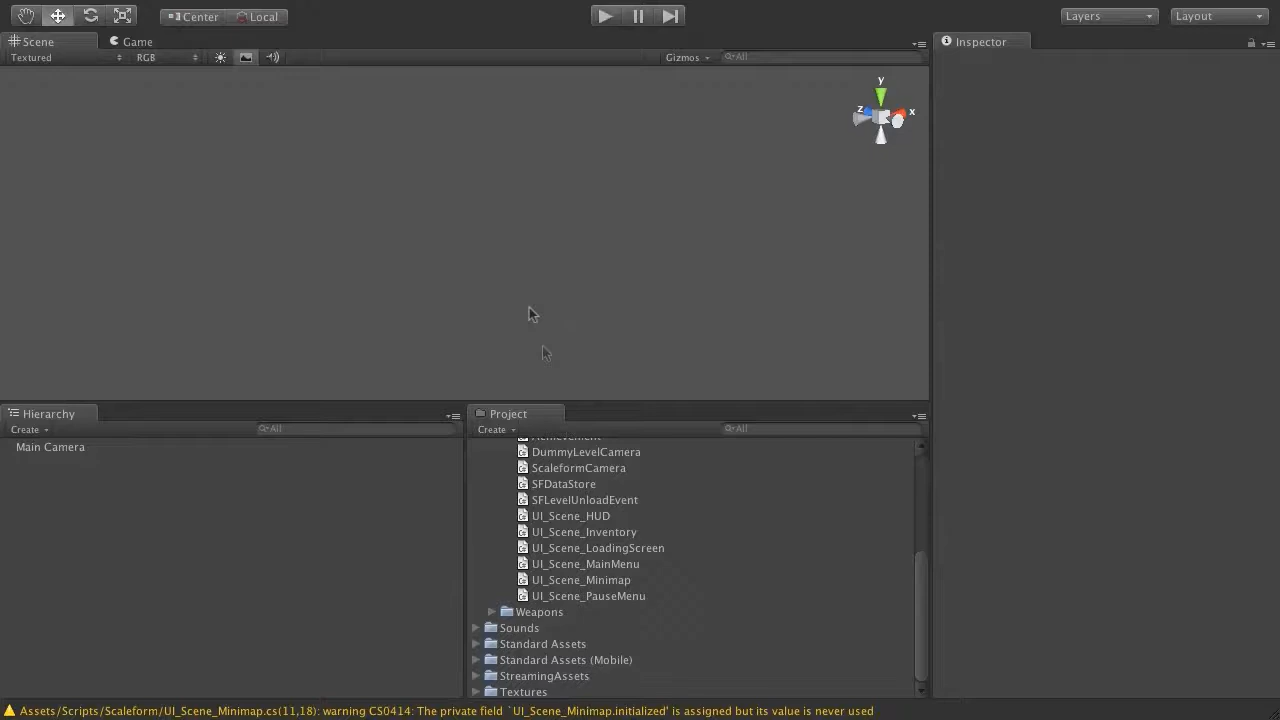 Center Local Layers Layout
Scene Game Inspector
Textured RGB Gizmos All
y
z x
Hierarchy Project
Create All Create All
Main Camera
Achievement
DummyLevelCamera
ScaleformCamera
SFDataStore
SFLevelUnloadEvent
UI_Scene_HUD
UI_Scene_Inventory
UI_Scene_LoadingScreen
UI_Scene_MainMenu
UI_Scene_Minimap
UI_Scene_PauseMenu
Weapons
Sounds
Standard Assets
Standard Assets (Mobile)
StreamingAssets
Textures
Assets/Scripts/Scaleform/UI_Scene_Minimap.cs(11,18): warning CS0414: The private field `UI_Scene_Minimap.initialized' is assigned but its value is never used